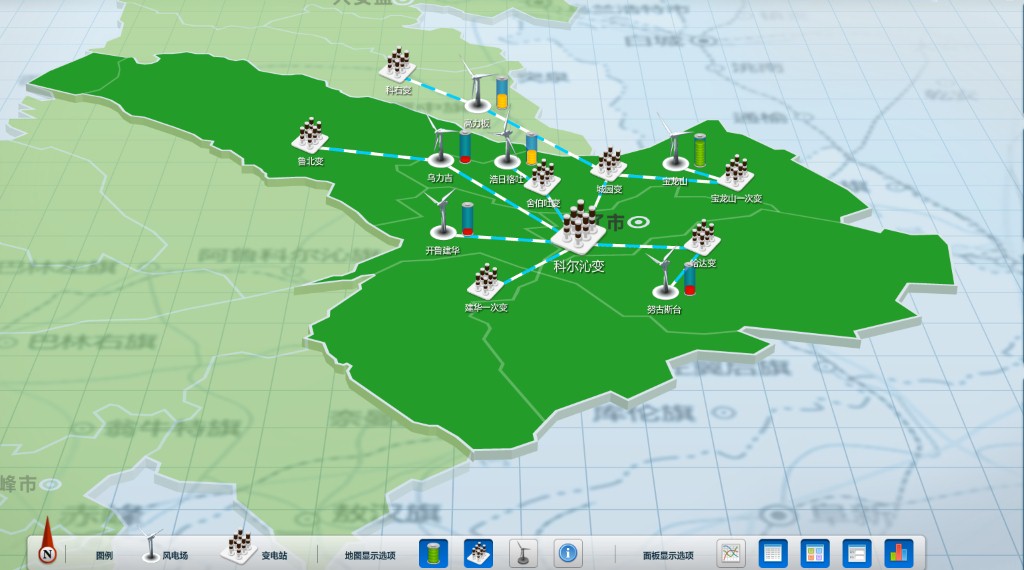 科右变
高力板
鲁北变
乌力吉
浩日格吐
舍伯吐变
城园变
宝龙山
宝龙山一次变
辽市
开鲁建华
科尔沁变
哈达变
建华一次变
努古斯台
阿鲁科尔沁旗
巴林左旗
巴林右旗
库伦旗
翁牛特旗
峰市
敖汉旗
阜新
N
图例
风电场
变电站
地图显示选项
面板显示选项